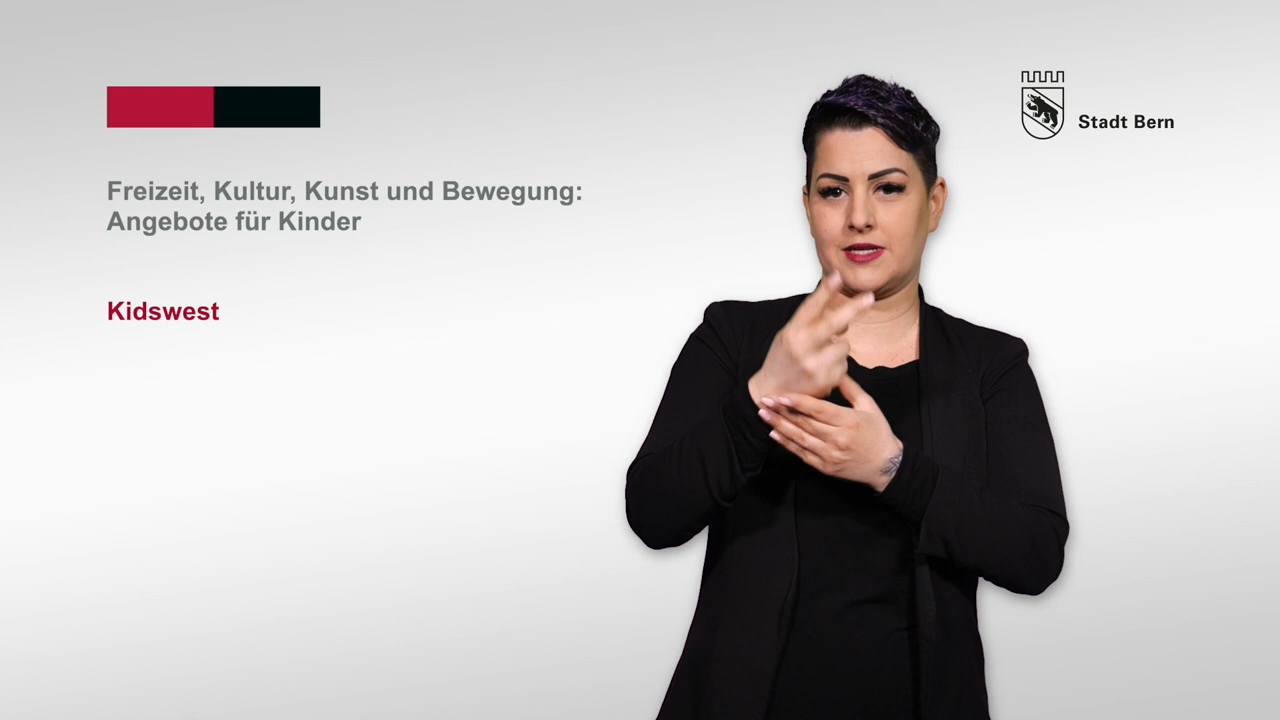 Stadt Bern
Freizeit, Kultur, Kunst und Bewegung:
Angebote für Kinder
Kidswest